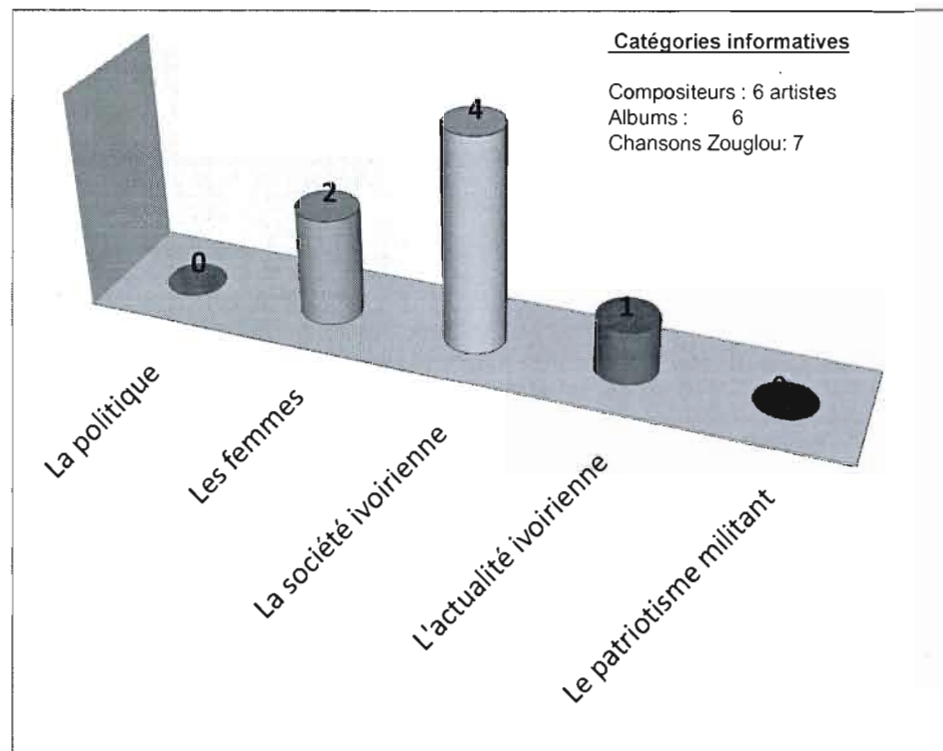 Catégories informatives
Compositeurs : 6 artistes
Albums : 6
Chansons Zouglou: 7
4
2
0
1
La politique
Les femmes
La société ivoirienne
L'actualité ivoirienne
Le patriotisme militant